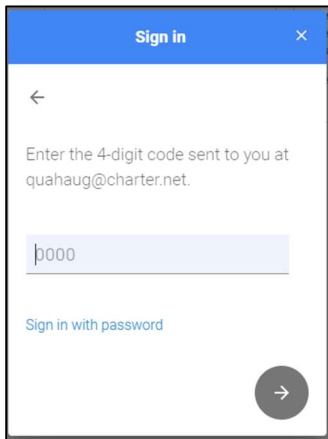 Sign in
Enter the 4-digit code sent to you at
quahaug@charter.net.
0000
Sign in with password